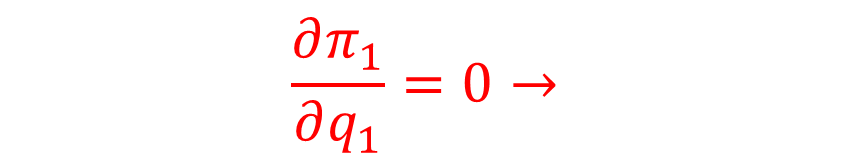 ∂π₁/∂q₁ = 0 →